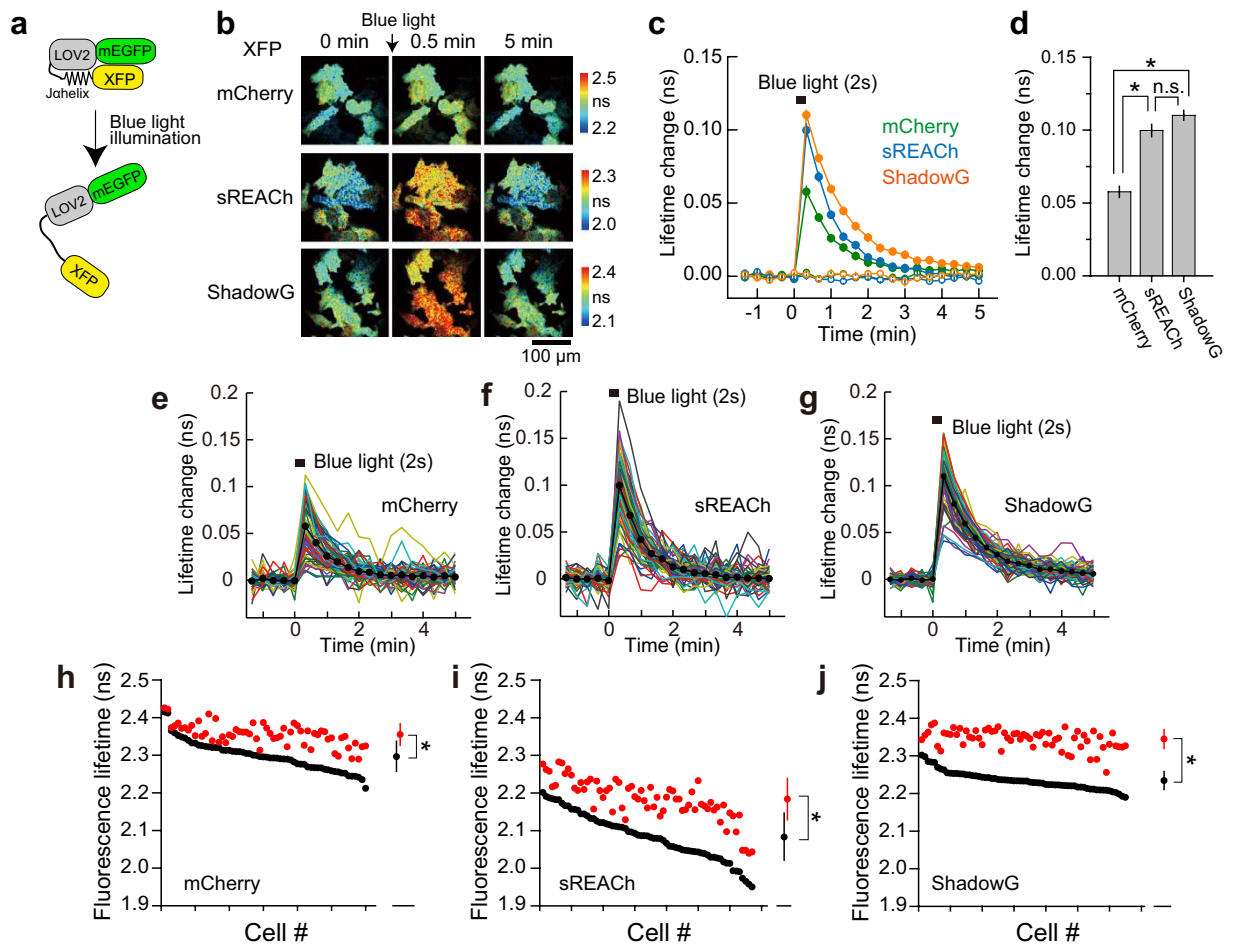 a
LOV2
mEGFP
XFP
Jαhelix
Blue light
illumination
LOV2
mEGFP
XFP
b
Blue light
XFP
0 min
0.5 min
5 min
mCherry
2.5
ns
2.2
sREACh
2.3
ns
2.0
ShadowG
2.4
ns
2.1
100 µm
c
Lifetime change (ns)
0.15
0.10
0.05
0.00
Blue light (2s)
mCherry
sREACh
ShadowG
-1 0 1 2 3 4 5
Time (min)
d
Lifetime change (ns)
0.15
0.10
0.05
0.00
*
* n.s.
mCherry
sREACh
ShadowG
e
Lifetime change (ns)
0.2
0.15
0.1
0.05
0
Blue light (2s)
mCherry
0 2 4
Time (min)
f
Lifetime change (ns)
0.2
0.15
0.1
0.05
0
Blue light (2s)
sREACh
0 2 4
Time (min)
g
Lifetime change (ns)
0.2
0.15
0.1
0.05
0
Blue light (2s)
ShadowG
0 2 4
Time (min)
h
Fluorescence lifetime (ns)
2.5
2.4
2.3
2.2
2.1
2.0
1.9
*
mCherry
Cell #
i
Fluorescence lifetime (ns)
2.5
2.4
2.3
2.2
2.1
2.0
1.9
*
sREACh
Cell #
j
Fluorescence lifetime (ns)
2.5
2.4
2.3
2.2
2.1
2.0
1.9
*
ShadowG
Cell #